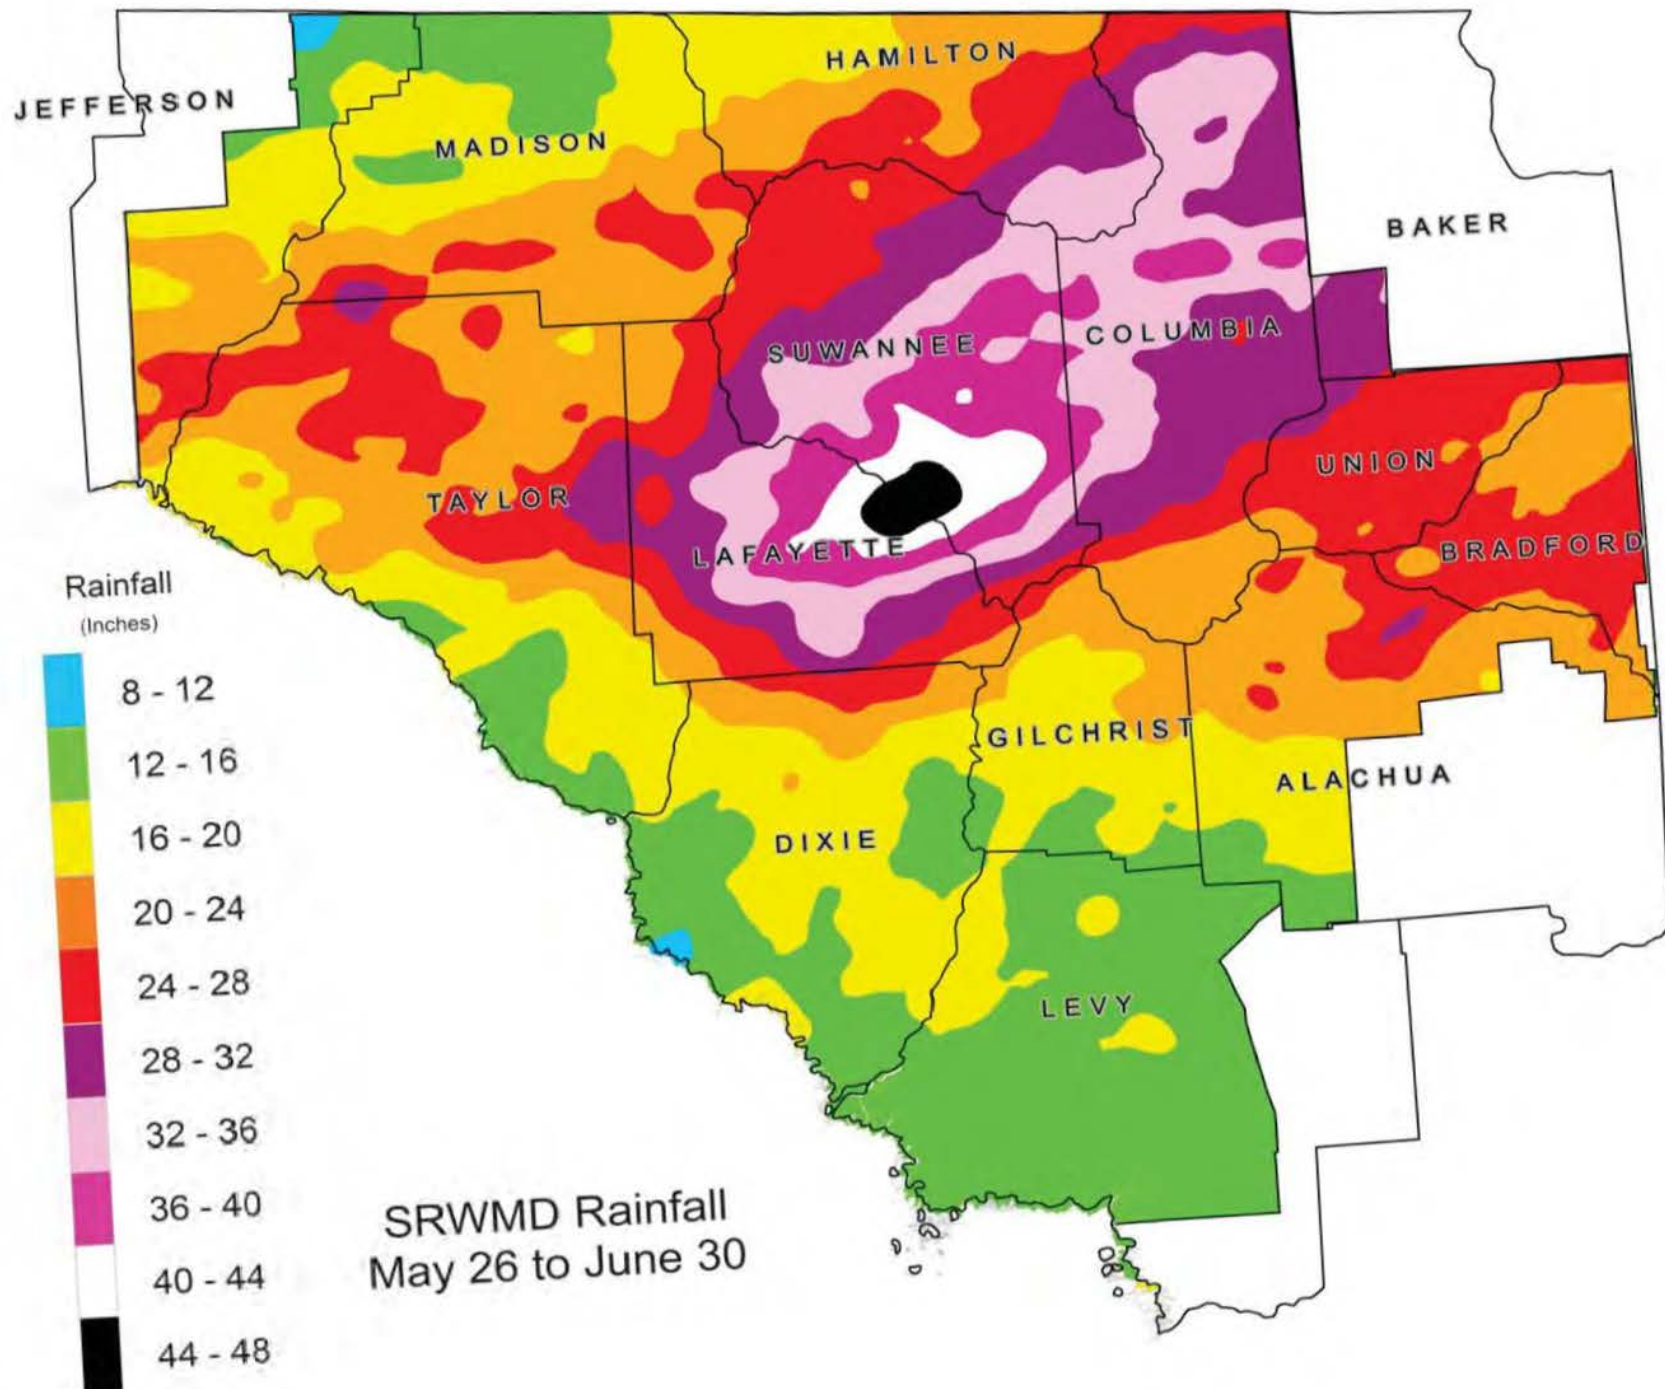 HAMILTON
JEFFERSON
MADISON
BAKER
SUWANNEE
COLUMBIA
UNION
TAYLOR
LAFAYETTE
BRADFORD
Rainfall
(Inches)
8 - 12
12 - 16
16 - 20
20 - 24
24 - 28
28 - 32
32 - 36
36 - 40
40 - 44
44 - 48
GILCHRIST
ALACHUA
DIXIE
LEVY
SRWMD Rainfall
May 26 to June 30